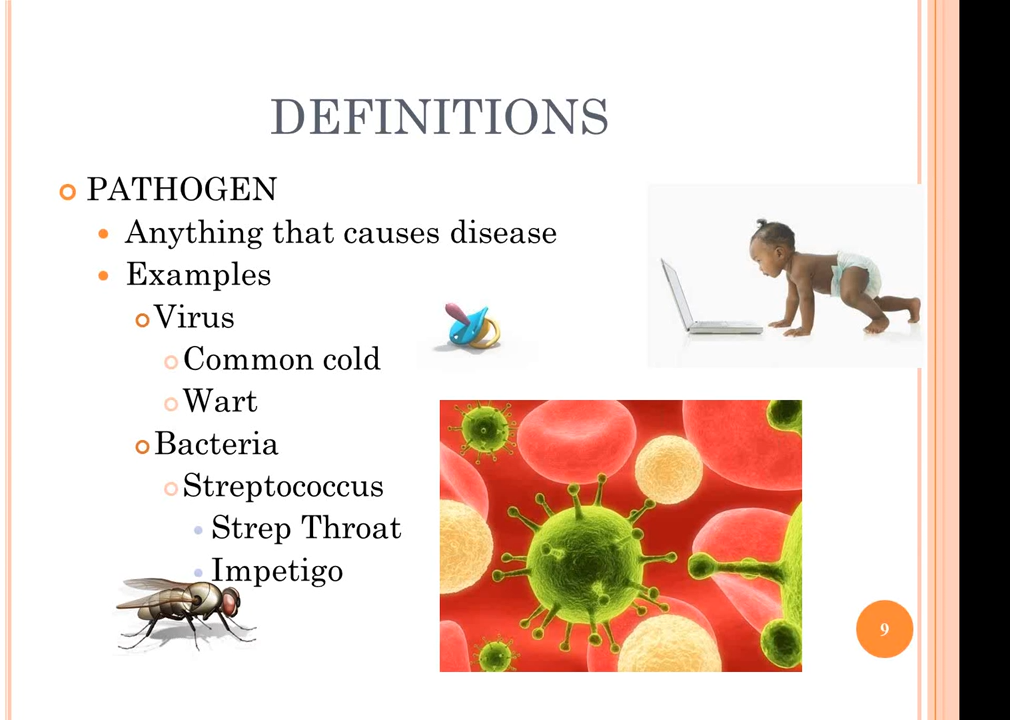 DEFINITIONS
PATHOGEN
Anything that causes disease
Examples
Virus
Common cold
Wart
Bacteria
Streptococcus
Strep Throat
Impetigo
9